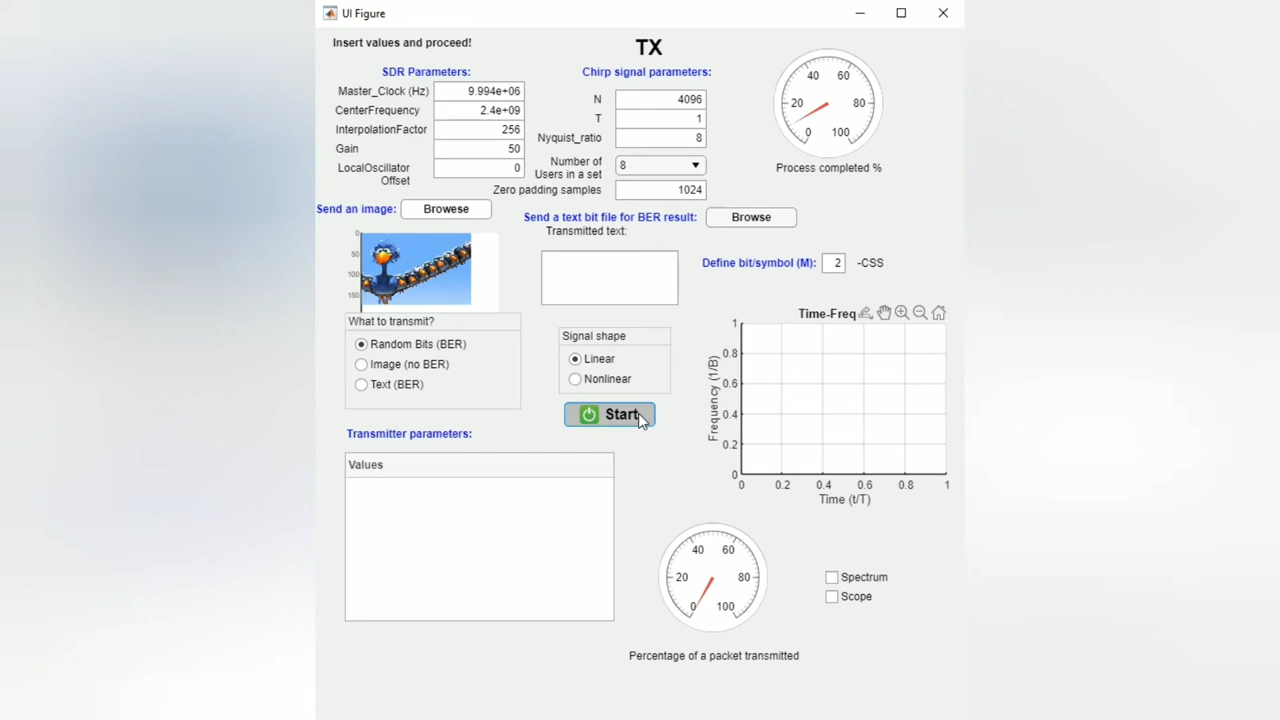 UI Figure
Insert values and proceed!
TX
SDR Parameters:
Chirp signal parameters:
Master_Clock (Hz) 9.994e+06
CenterFrequency 2.4e+09
InterpolationFactor 256
Gain 50
LocalOscillator
Offset
0
N 4096
T 1
Nyquist_ratio 8
Number of
Users in a set
8
Zero padding samples 1024
0 20 40 60 80 100
Process completed %
Send an image: Browese
Send a text bit file for BER result: Browse
Transmitted text:
0
50
100
150
Define bit/symbol (M): 2 -CSS
What to transmit?
Random Bits (BER)
Image (no BER)
Text (BER)
Signal shape
Linear
Nonlinear
Start
Time-Freq
1
0.8
0.6
0.4
0.2
0
Frequency (1/B)
0 0.2 0.4 0.6 0.8 1
Time (t/T)
Transmitter parameters:
Values
0 20 40 60 80 100
Percentage of a packet transmitted
Spectrum
Scope